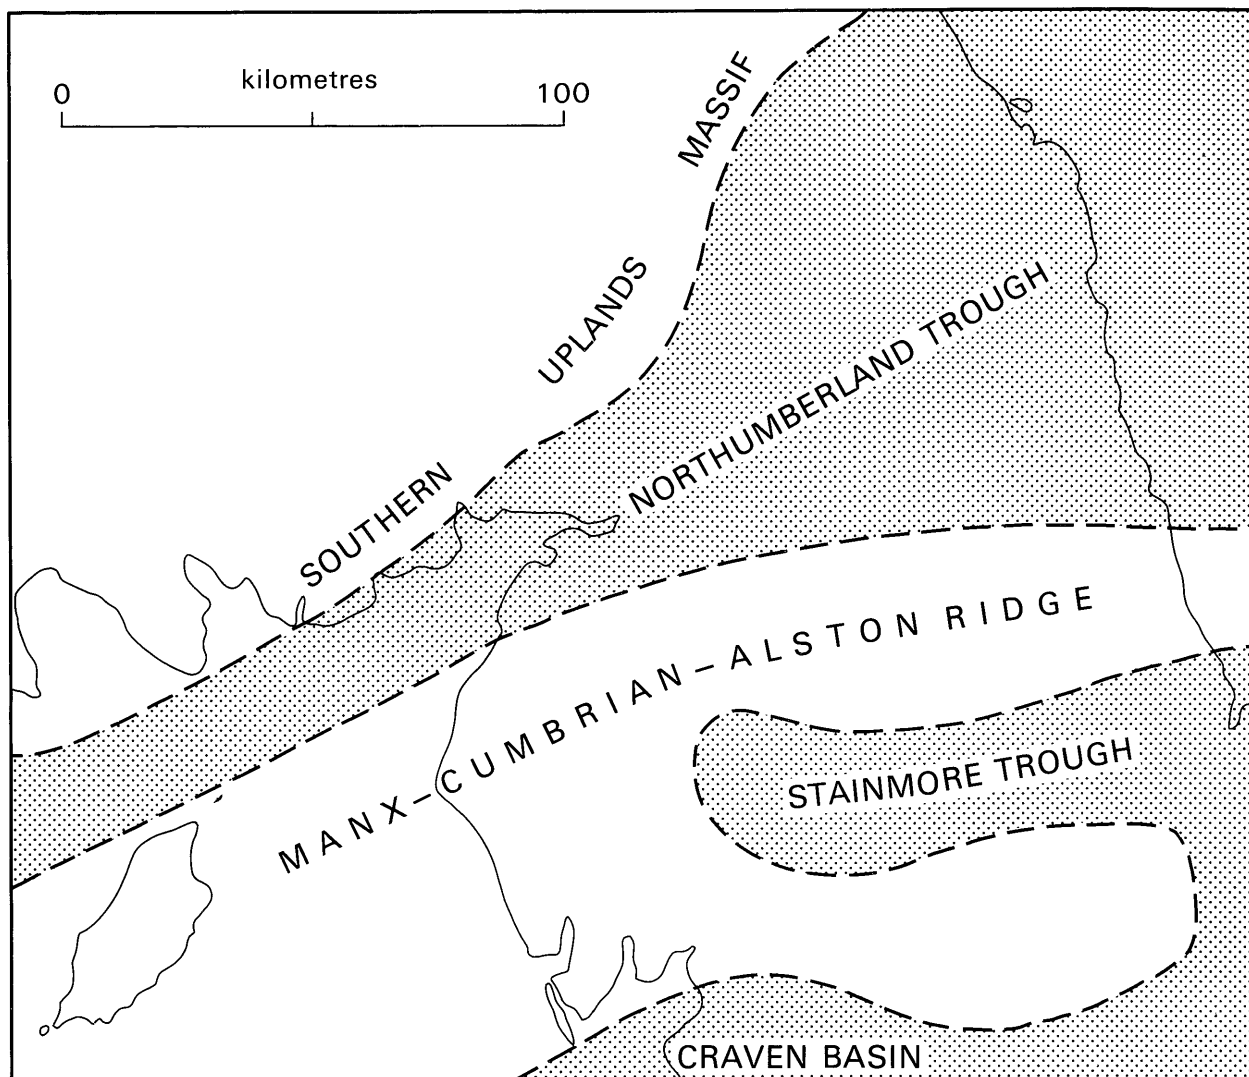 kilometres
0 100
SOUTHERN UPLANDS MASSIF
NORTHUMBERLAND TROUGH
MANX–CUMBRIAN–ALSTON RIDGE
STAINMORE TROUGH
CRAVEN BASIN